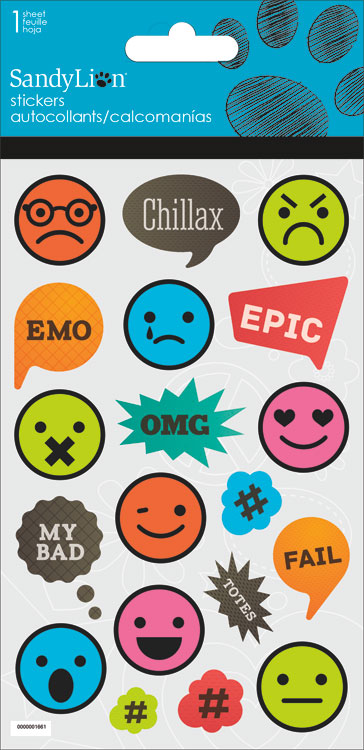 1 sheet
feuille
hoja
SandyLion®
stickers
autocollants/calcomanías
Chillax
EMO
EPIC
OMG
#
MY
BAD
FAIL
TOTES
#
#
0000001661